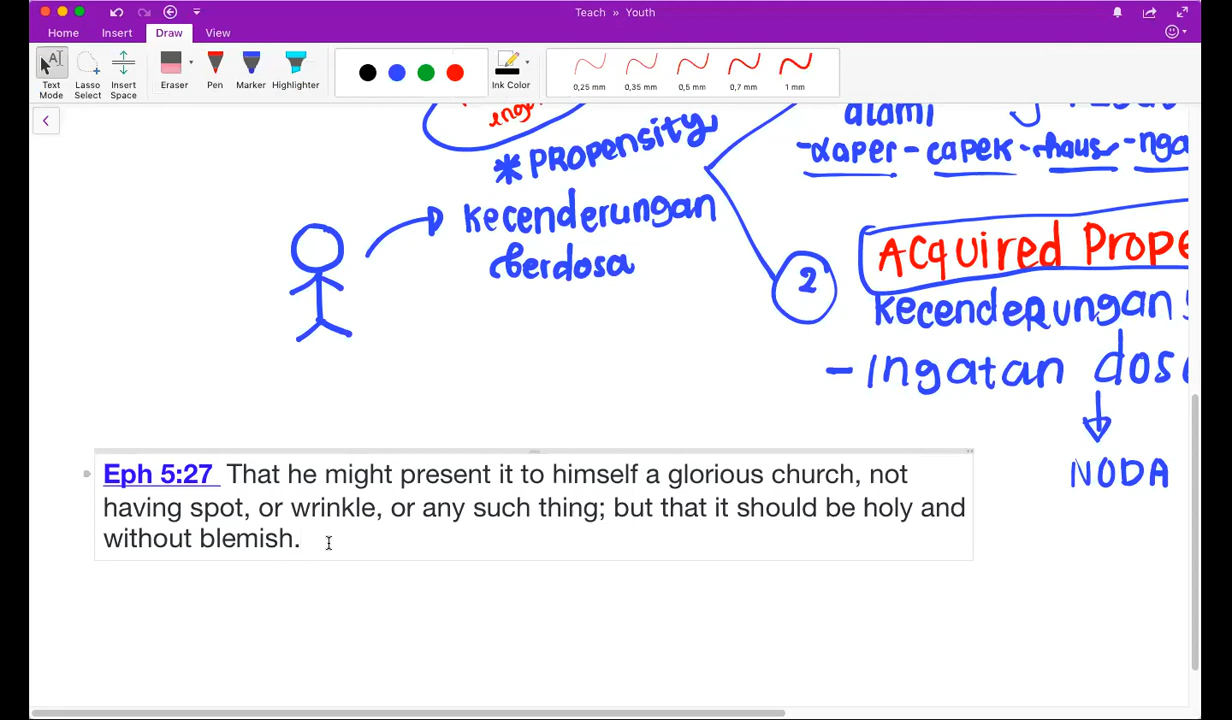 Teach » Youth
Home Insert Draw View
Text Mode
Lasso Select
Insert Space
Eraser
Pen
Marker
Highlighter
Ink Color
0,25 mm
0,35 mm
0,5 mm
0,7 mm
1 mm
alami
* PROPENSITY
- capek - haus
Kecenderungan
berdosa
2
Acquired Prope
Kecenderungan
- Ingatan dos
NODA
Eph 5:27 That he might present it to himself a glorious church, not
having spot, or wrinkle, or any such thing; but that it should be holy and
without blemish.